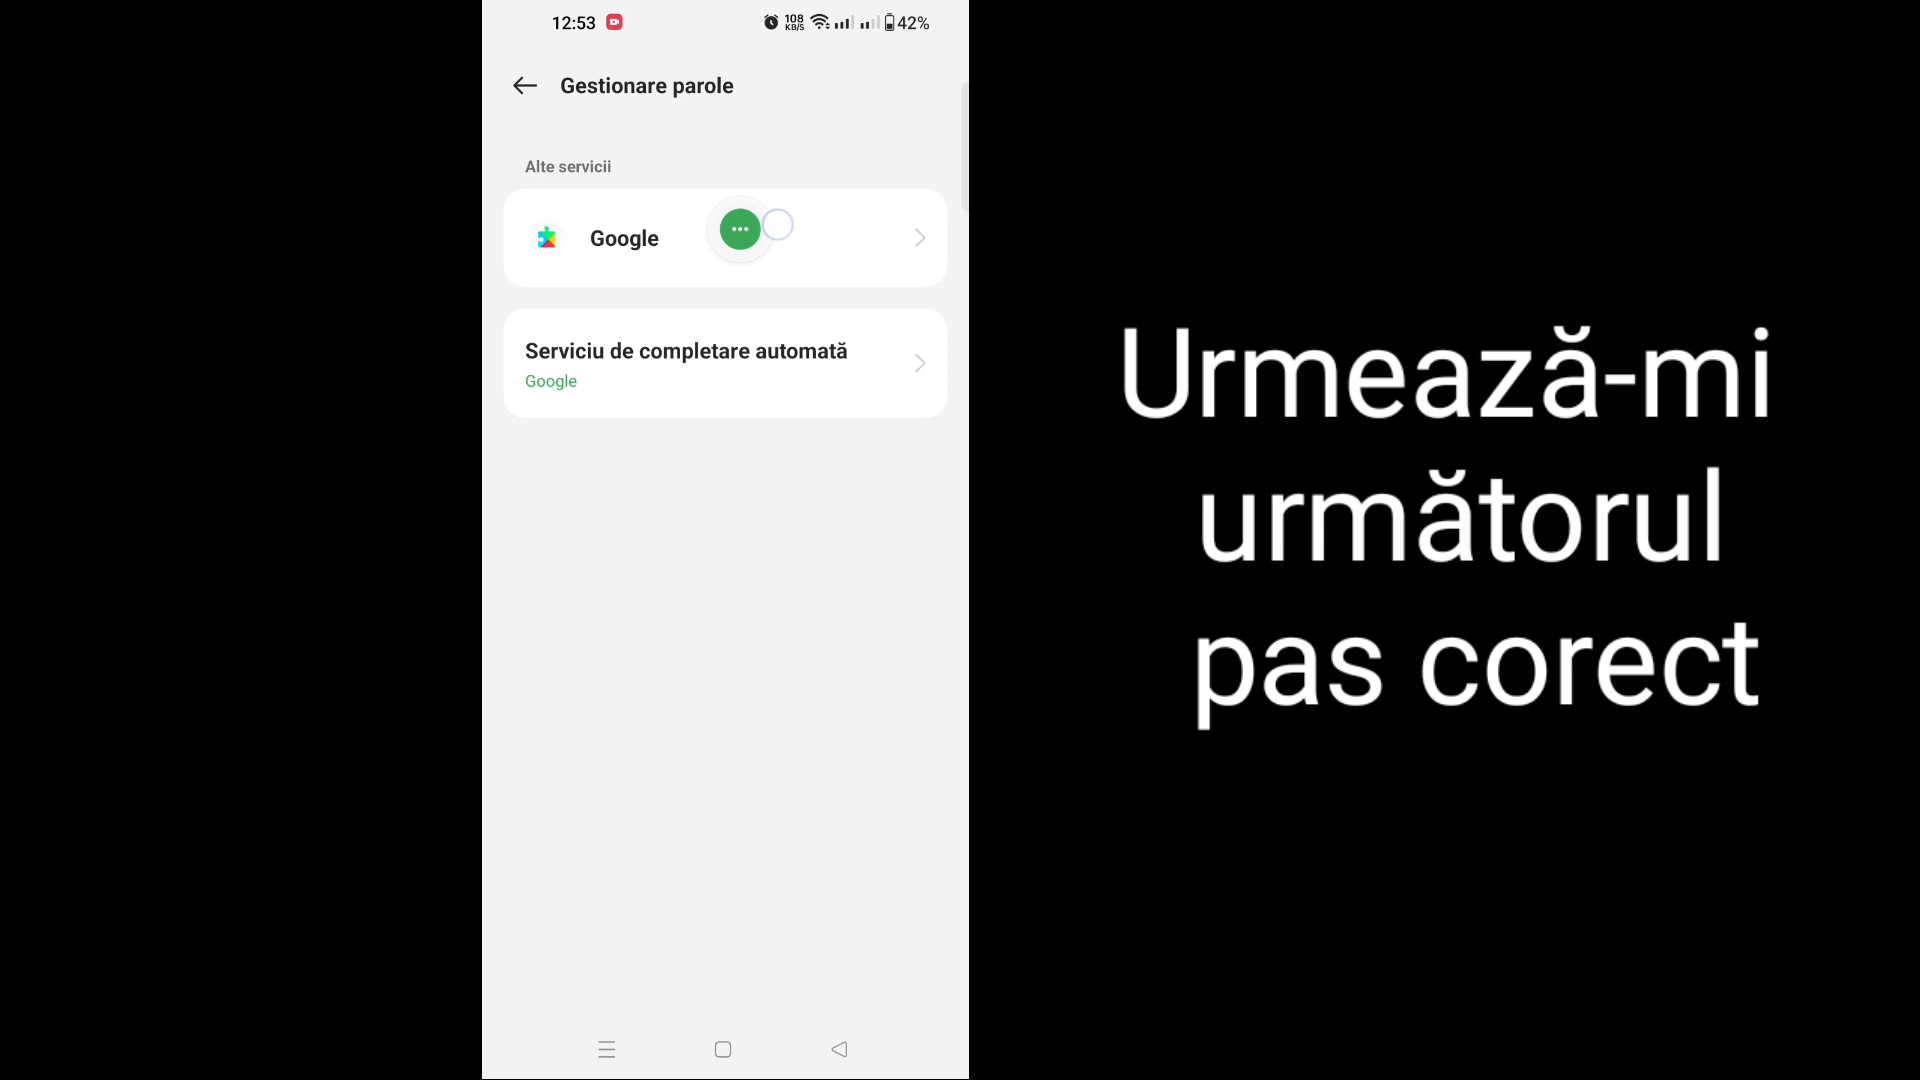 12:53
108
KB/S
42%
Gestionare parole
Alte servicii
Google
Serviciu de completare automată
Google
Urmează-mi
următorul
pas corect